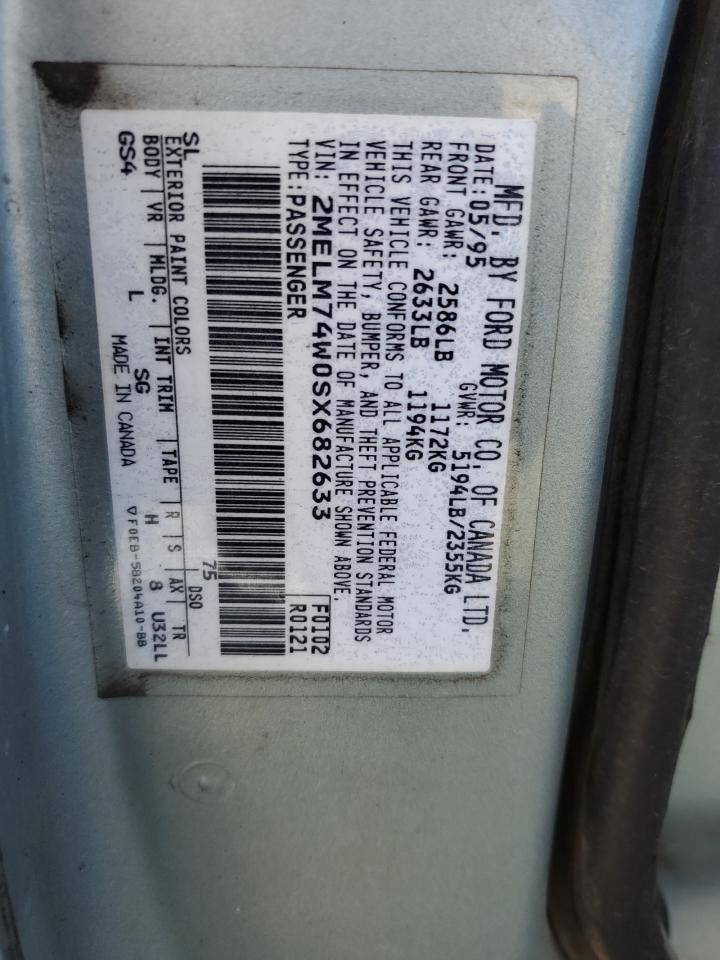 MFD. BY FORD MOTOR CO. OF CANADA LTD.
DATE: 05/95 GVWR: 5194LB/2355KG
FRONT GAWR: 2586LB 1172KG
REAR GAWR: 2633LB 1194KG
THIS VEHICLE CONFORMS TO ALL APPLICABLE FEDERAL MOTOR
VEHICLE SAFETY, BUMPER, AND THEFT PREVENTION STANDARDS
IN EFFECT ON THE DATE OF MANUFACTURE SHOWN ABOVE.
VIN: 2MELM74W0SX682633 F0102
TYPE: PASSENGER R0121
SL 75
EXTERIOR PAINT COLORS DSO
BODY VR MLDG. INT TRIM TAPE R S AX TR
GS4 L SG H 8 U32LL
MADE IN CANADA ▽F0EB-5B204A10-BB